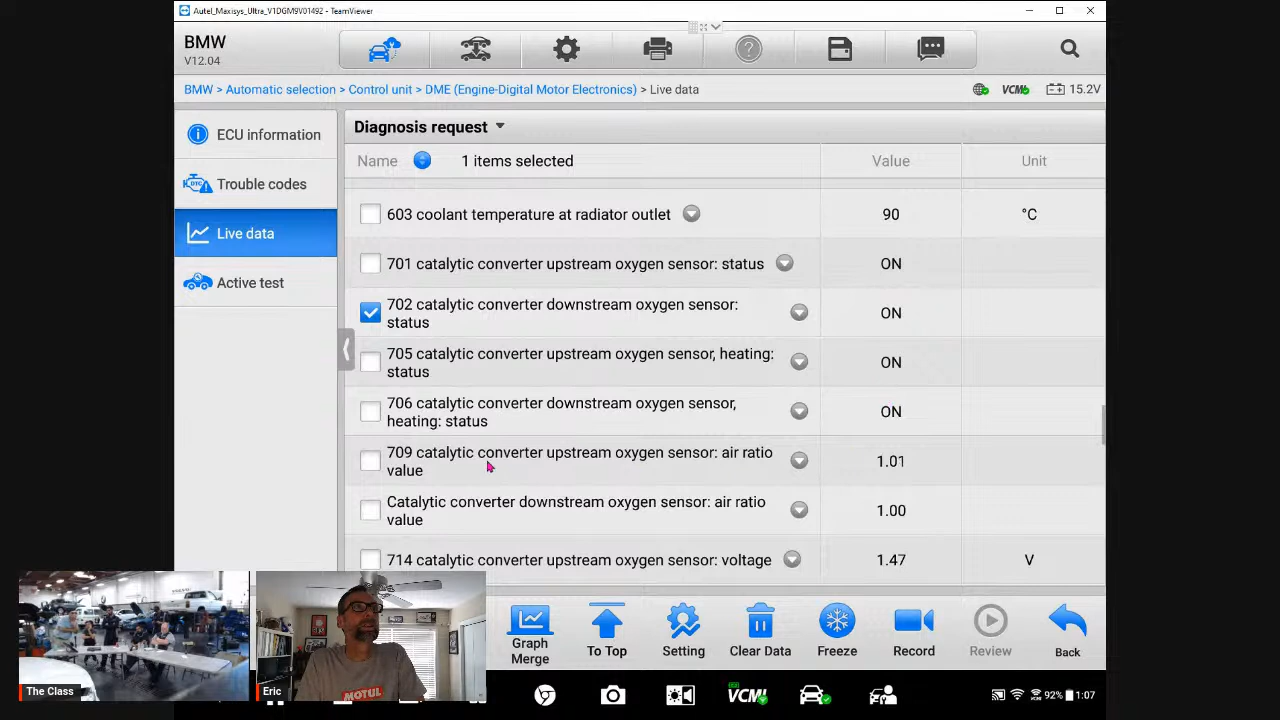 Autel_Maxisys_Ultra_V1DGM9V01492 - TeamViewer
BMW
V12.04
BMW > Automatic selection > Control unit > DME (Engine-Digital Motor Electronics) > Live data
VCMI
15.2V
ECU information
Trouble codes
Live data
Active test
Diagnosis request
Name
1 items selected
Value
Unit
603 coolant temperature at radiator outlet
90
°C
701 catalytic converter upstream oxygen sensor: status
ON
702 catalytic converter downstream oxygen sensor:
status
ON
705 catalytic converter upstream oxygen sensor, heating:
status
ON
706 catalytic converter downstream oxygen sensor,
heating: status
ON
709 catalytic converter upstream oxygen sensor: air ratio
value
1.01
Catalytic converter downstream oxygen sensor: air ratio
value
1.00
714 catalytic converter upstream oxygen sensor: voltage
1.47
V
Graph
Merge
To Top
Setting
Clear Data
Freeze
Record
Review
Back
The Class
Eric
MOTUL
VCMI
92%
1:07